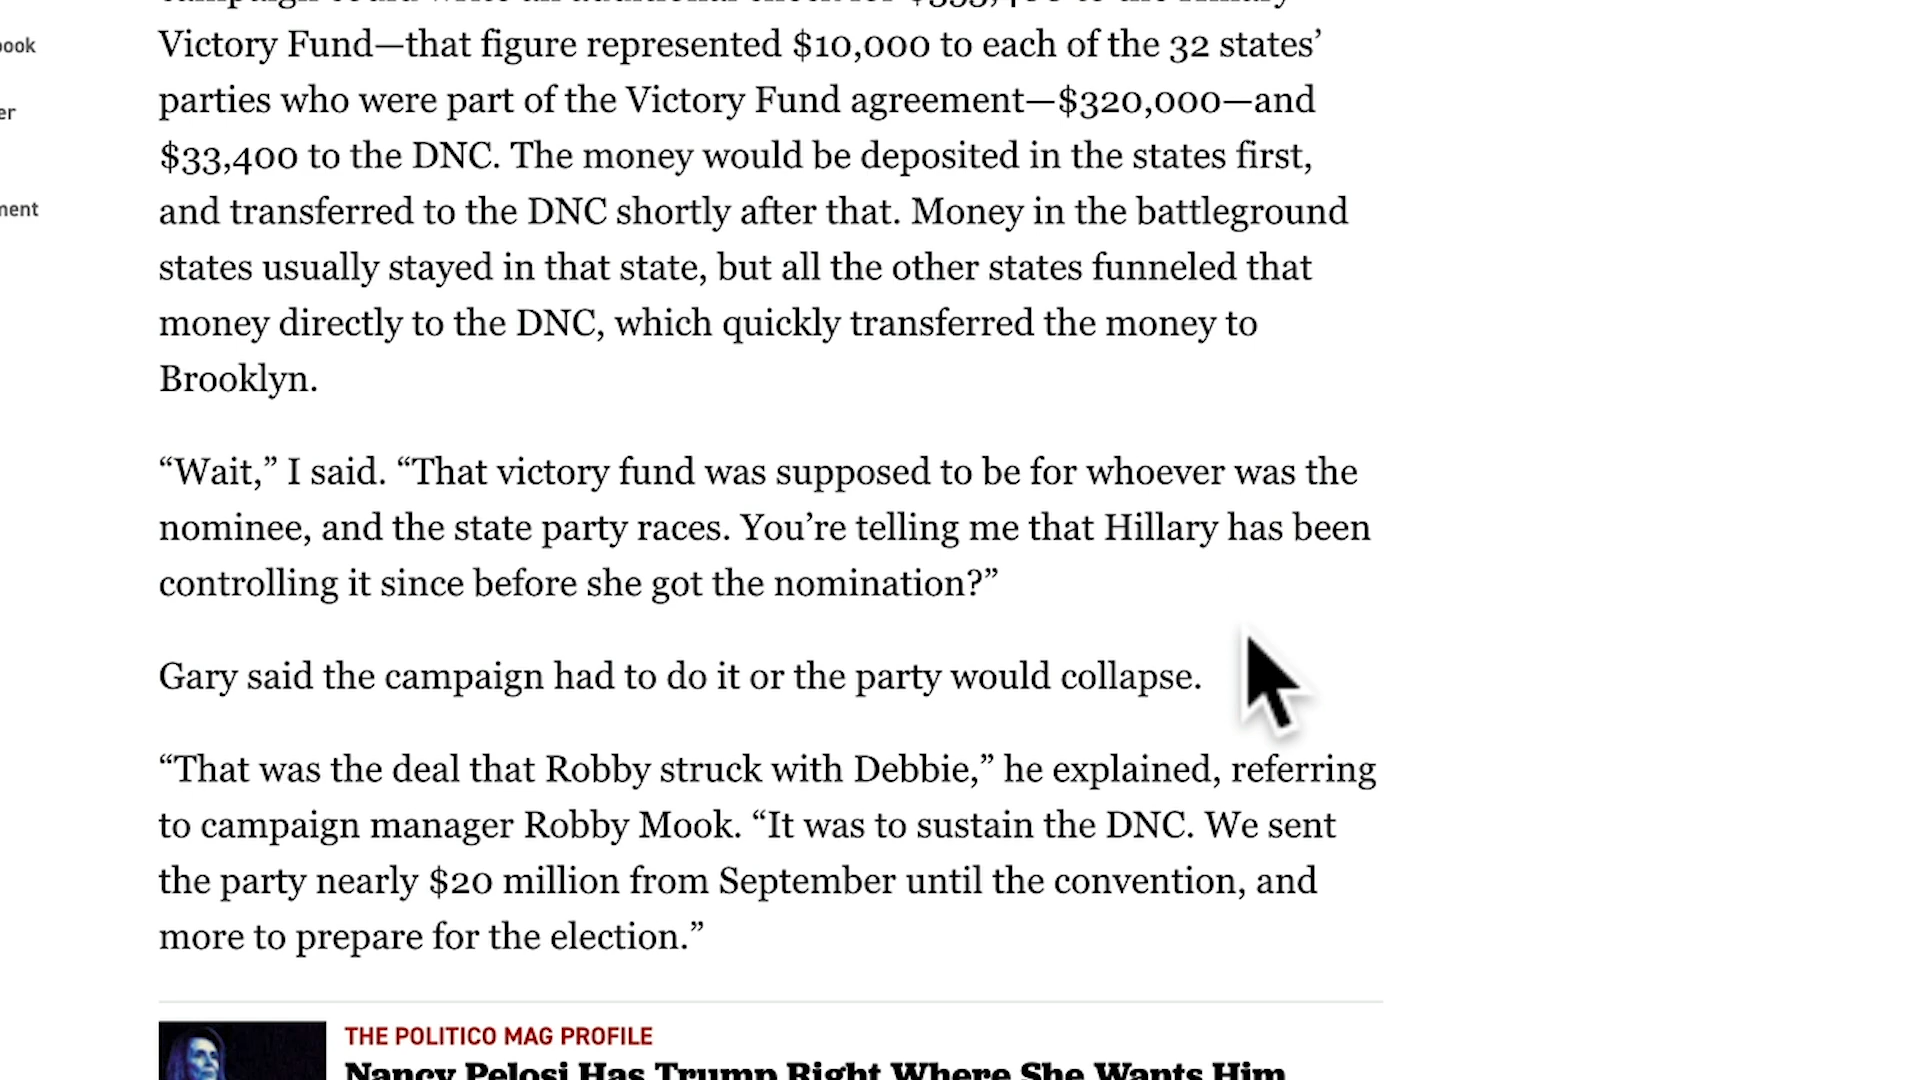 Victory Fund—that figure represented $10,000 to each of the 32 states’
parties who were part of the Victory Fund agreement—$320,000—and
$33,400 to the DNC. The money would be deposited in the states first,
and transferred to the DNC shortly after that. Money in the battleground
states usually stayed in that state, but all the other states funneled that
money directly to the DNC, which quickly transferred the money to
Brooklyn.
“Wait,” I said. “That victory fund was supposed to be for whoever was the
nominee, and the state party races. You’re telling me that Hillary has been
controlling it since before she got the nomination?”
Gary said the campaign had to do it or the party would collapse.
“That was the deal that Robby struck with Debbie,” he explained, referring
to campaign manager Robby Mook. “It was to sustain the DNC. We sent
the party nearly $20 million from September until the convention, and
more to prepare for the election.”
THE POLITICO MAG PROFILE
Nancy Pelosi Has Trump Right Where She Wants Him